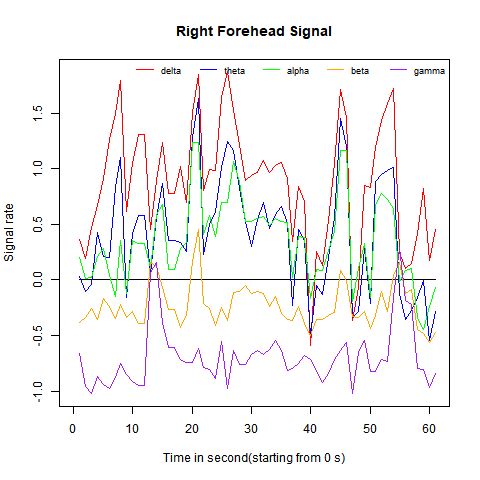 Right Forehead Signal
delta theta alpha beta gamma
Signal rate
1.5
1.0
0.5
0.0
-0.5
-1.0
0 10 20 30 40 50 60
Time in second(starting from 0 s)